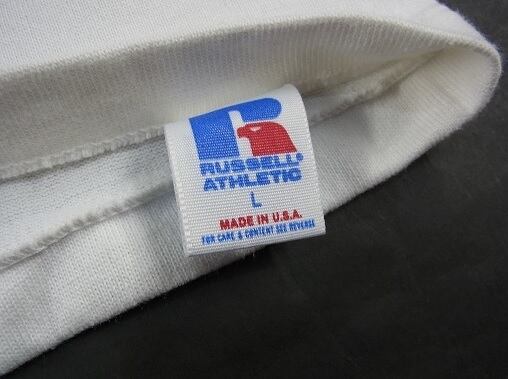 R
RUSSELL®
ATHLETIC
L
MADE IN U.S.A.
FOR CARE & CONTENT SEE REVERSE